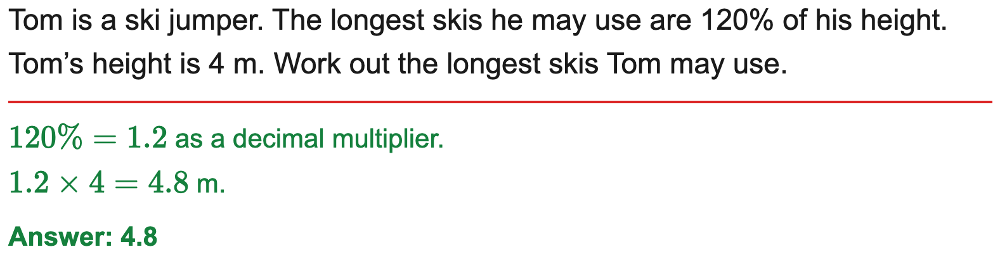 Tom is a ski jumper. The longest skis he may use are 120% of his height.
Tom’s height is 4 m. Work out the longest skis Tom may use.
120% = 1.2 as a decimal multiplier.
1.2 × 4 = 4.8 m.
Answer: 4.8